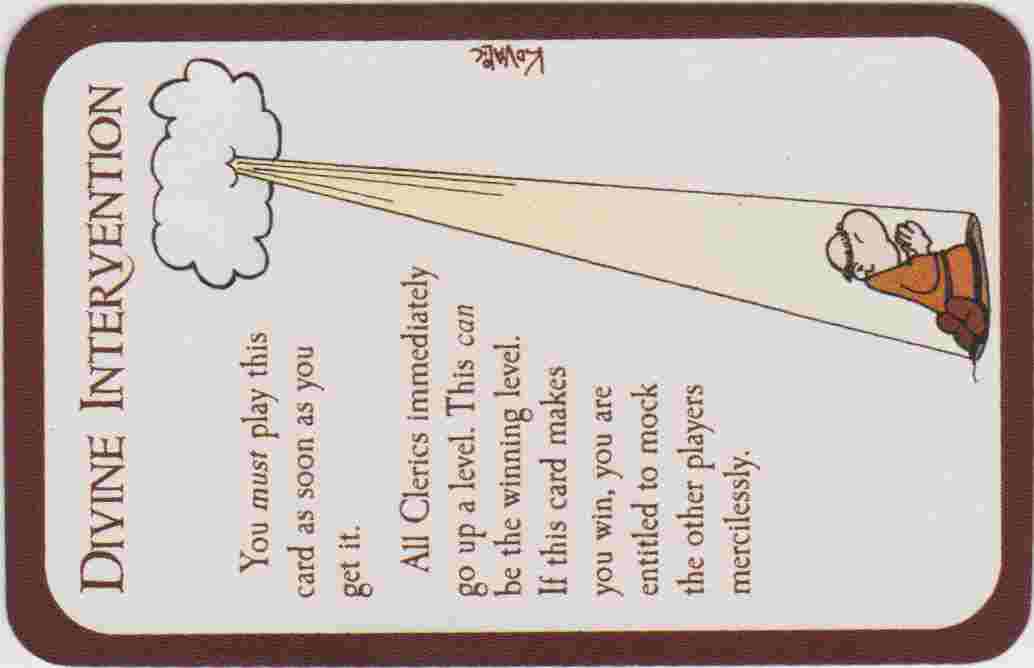 DIVINE INTERVENTION
You must play this
card as soon as you
get it.
All Clerics immediately
go up a level. This can
be the winning level.
If this card makes
you win, you are
entitled to mock
the other players
mercilessly.
KOVALIC